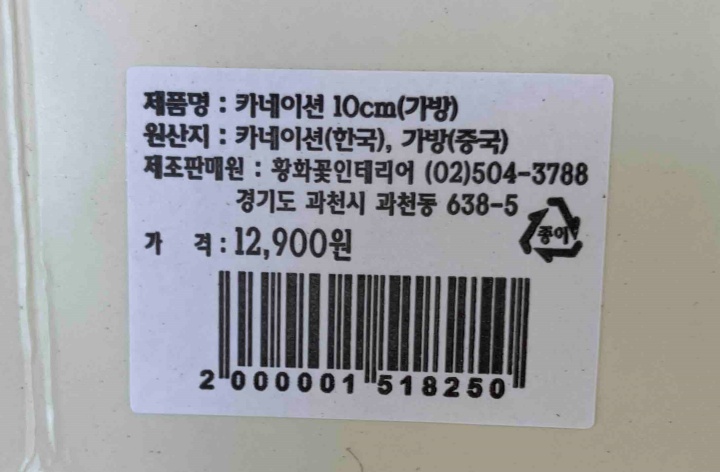 제품명 : 카네이션 10cm(가방)
원산지 : 카네이션(한국), 가방(중국)
제조판매원 : 황화꽃인테리어 (02)504-3788
경기도 과천시 과천동 638-5
종이
가 격 : 12,900원
2 000001 518250